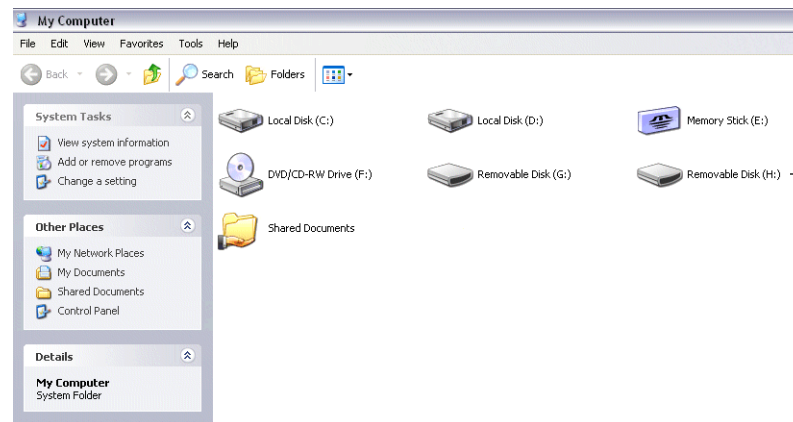 My Computer
File Edit View Favorites Tools Help
Back Search Folders
System Tasks
View system information
Add or remove programs
Change a setting
Other Places
My Network Places
My Documents
Shared Documents
Control Panel
Details
My Computer
System Folder
Local Disk (C:) Local Disk (D:) Memory Stick (E:)
DVD/CD-RW Drive (F:) Removable Disk (G:) Removable Disk (H:)
Shared Documents